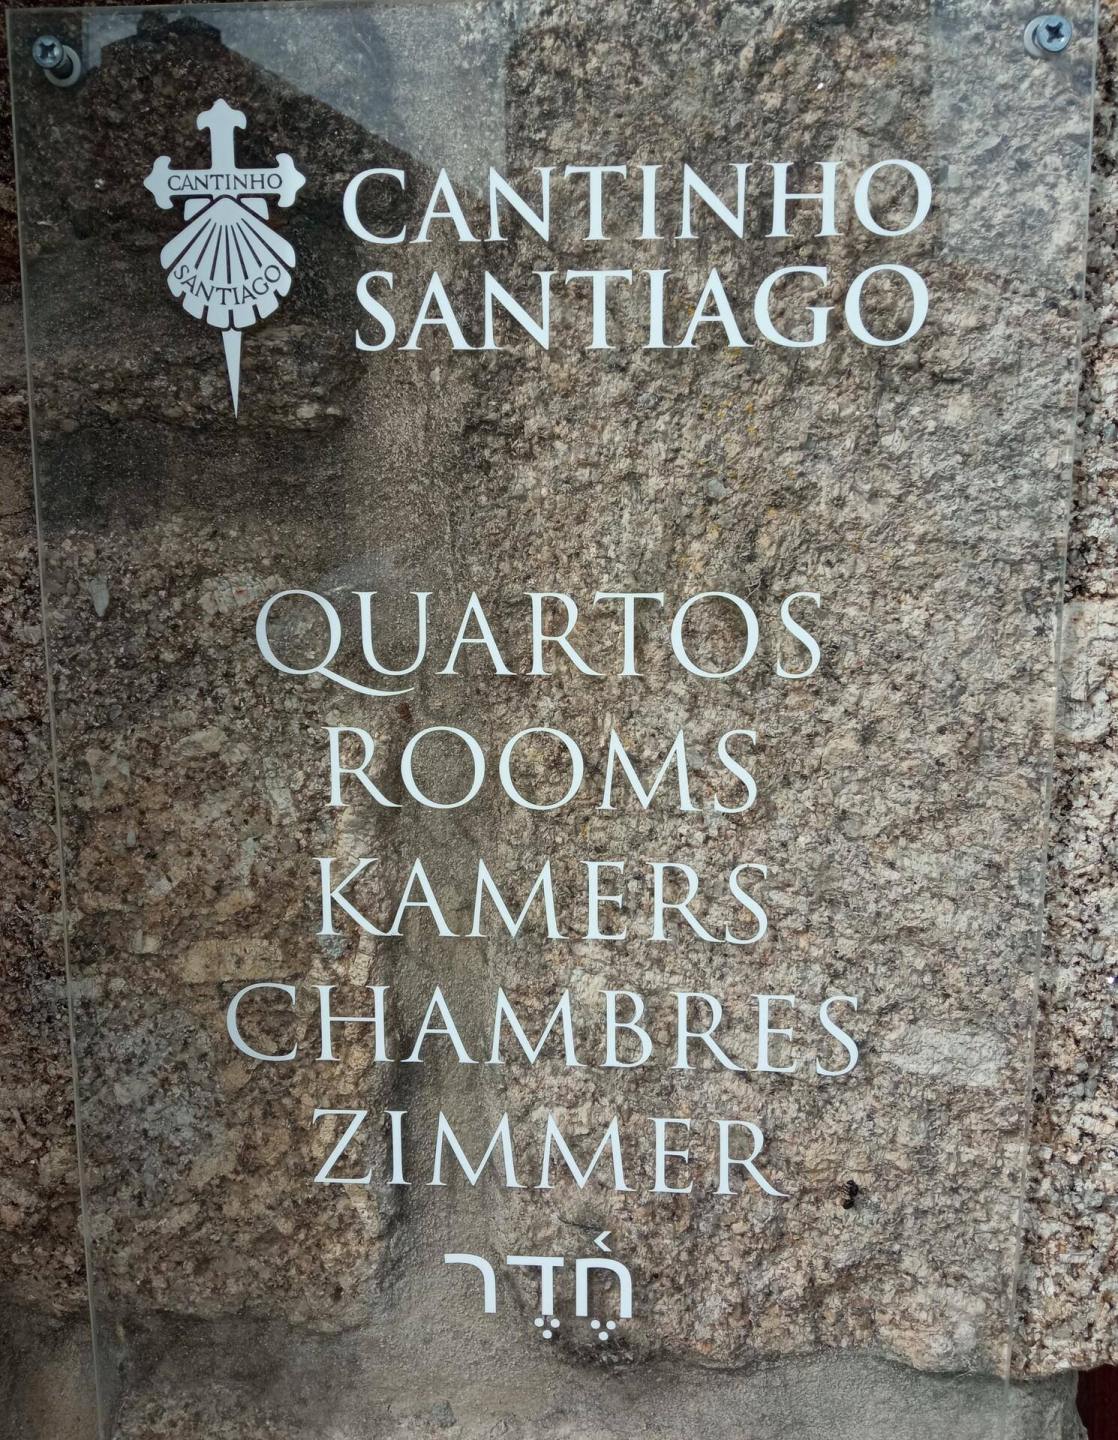 CANTINHO
SANTIAGO
CANTINHO
SANTIAGO
QUARTOS
ROOMS
KAMERS
CHAMBRES
ZIMMER
חֶ֫דֶר